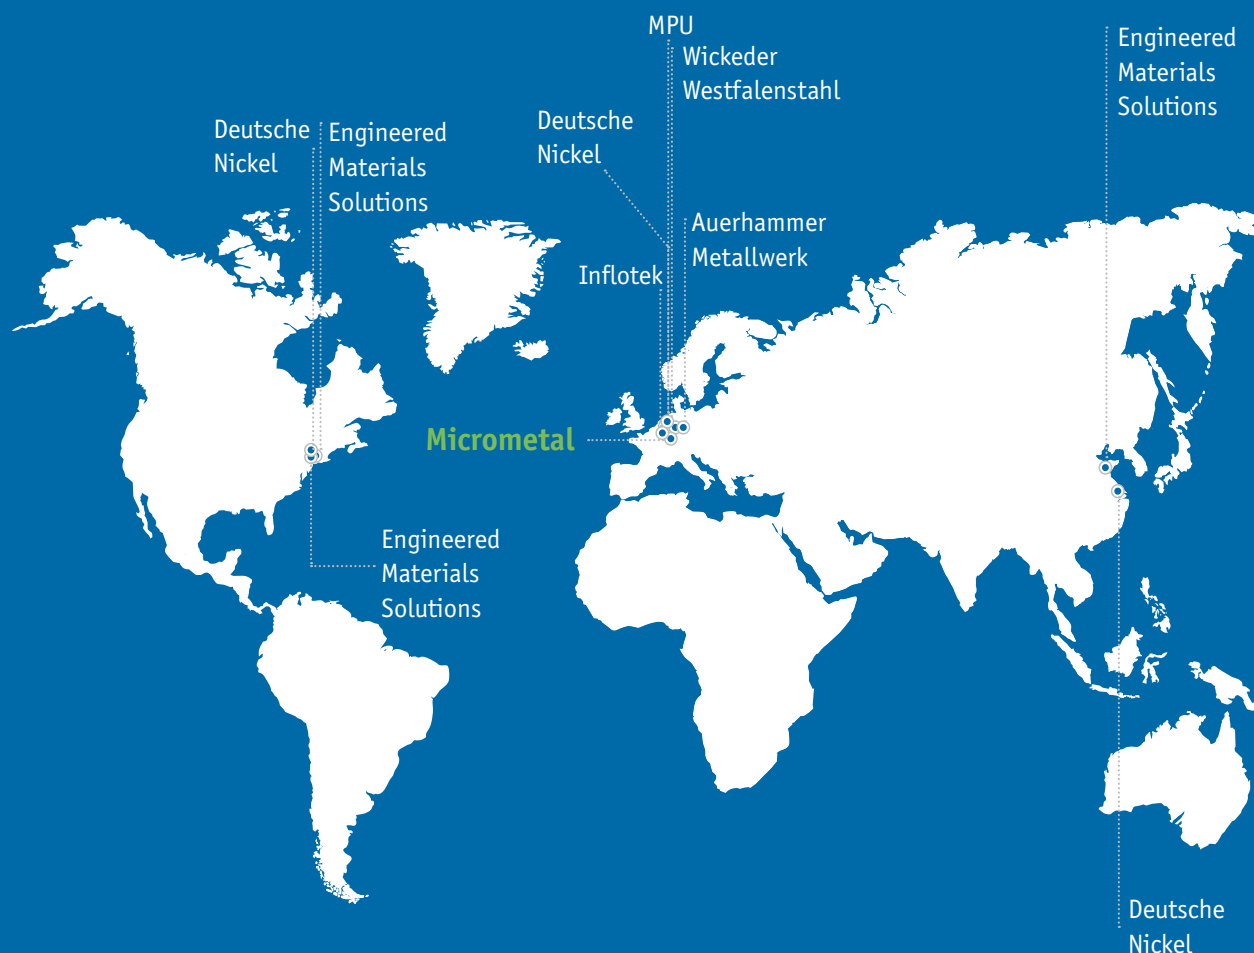 MPU
Wickeder
Westfalenstahl
Engineered
Materials
Solutions
Deutsche
Nickel
Engineered
Materials
Solutions
Deutsche
Nickel
Auerhammer
Metallwerk
Inflotek
Micrometal
Engineered
Materials
Solutions
Deutsche
Nickel